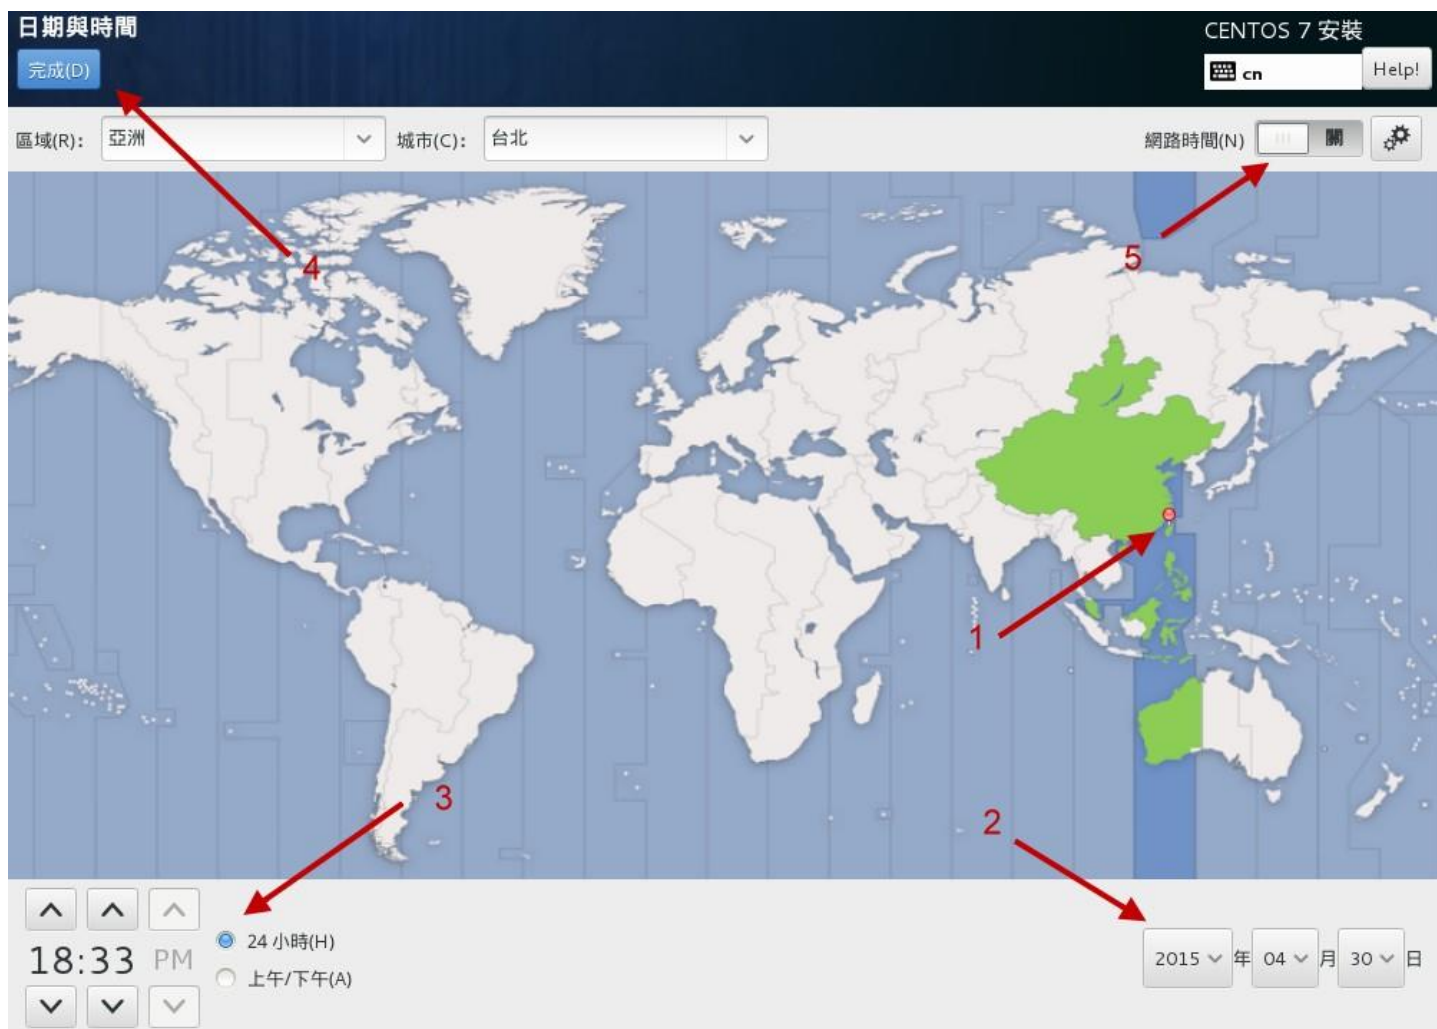 日期與時間
CENTOS 7 安裝
完成(D)
cn
Help!
區域(R):
亞洲
城市(C):
台北
網路時間(N)
關
4
5
1
3
2
18:33 PM
24 小時(H)
上午/下午(A)
2015 年 04 月 30 日